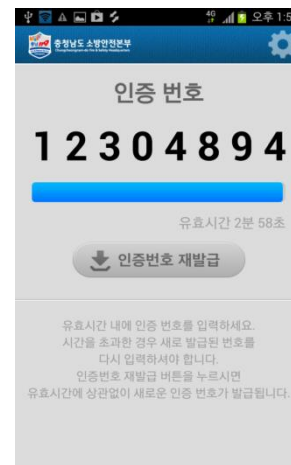 4G 오후 1:5
충청남도 소방안전본부
인증 번호
12304894
유효시간 2분 58초
인증번호 재발급
유효시간 내에 인증 번호를 입력하세요.
시간을 초과한 경우 새로 발급된 번호를
다시 입력하셔야 합니다.
인증번호 재발급 버튼을 누르시면
유효시간에 상관없이 새로운 인증 번호가 발급됩니다.